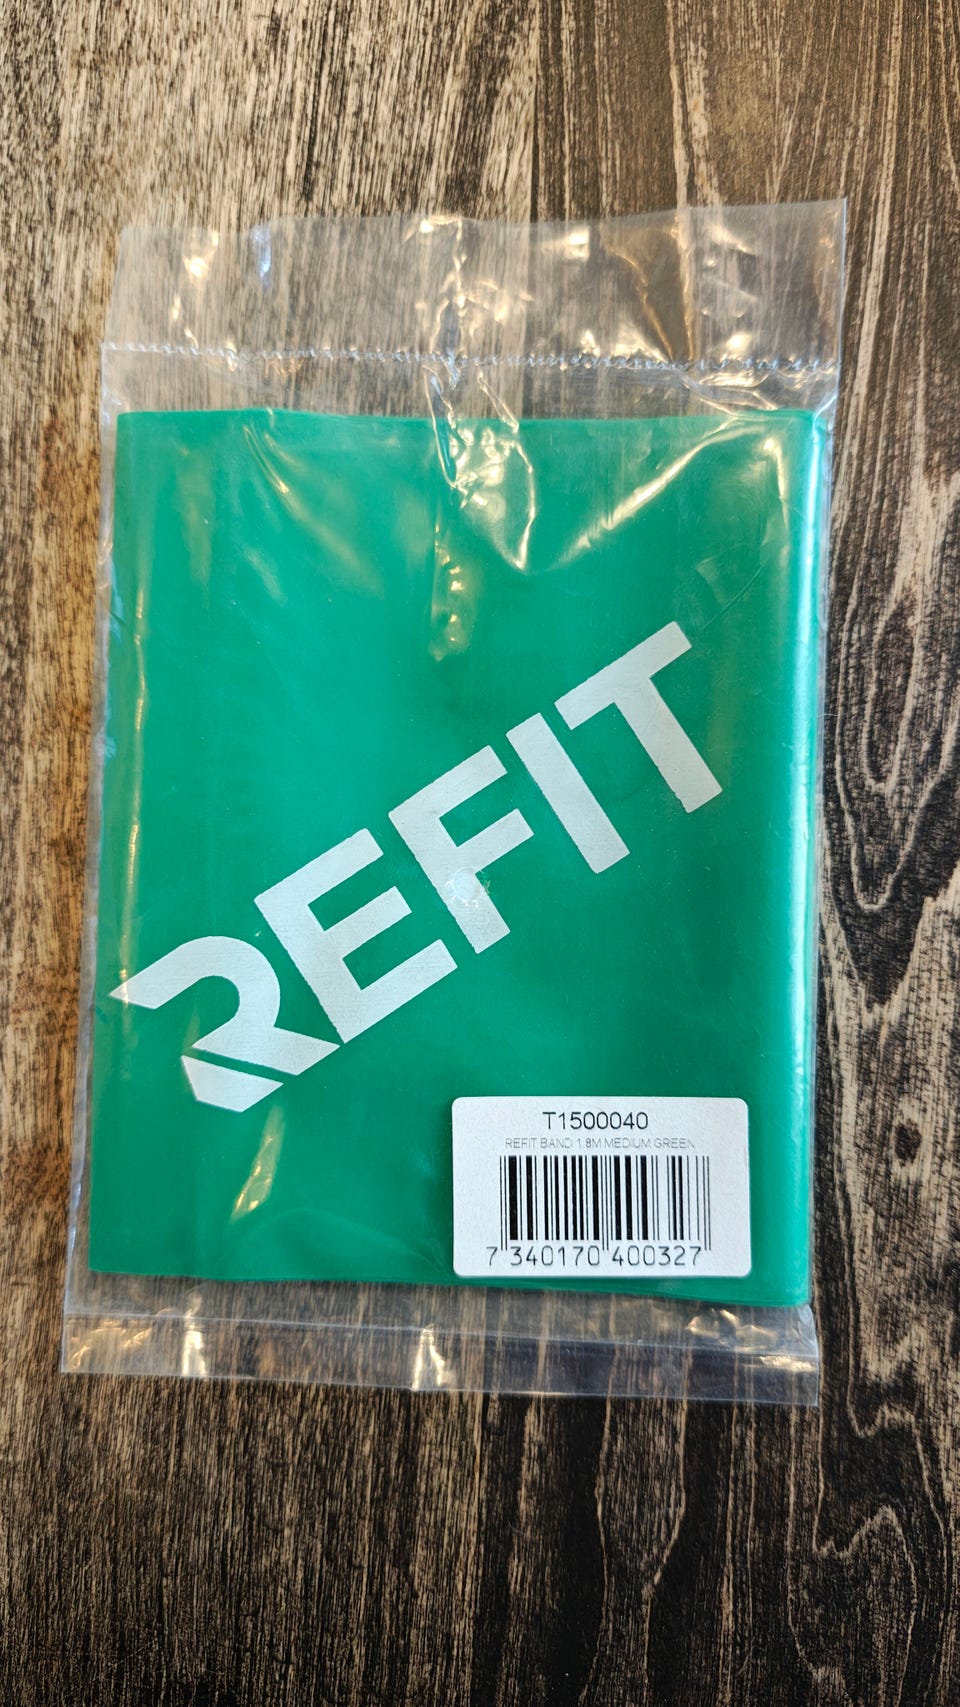 REFIT
T1500040
REFIT BAND 1.8M MEDIUM GREEN
7 340170 400327